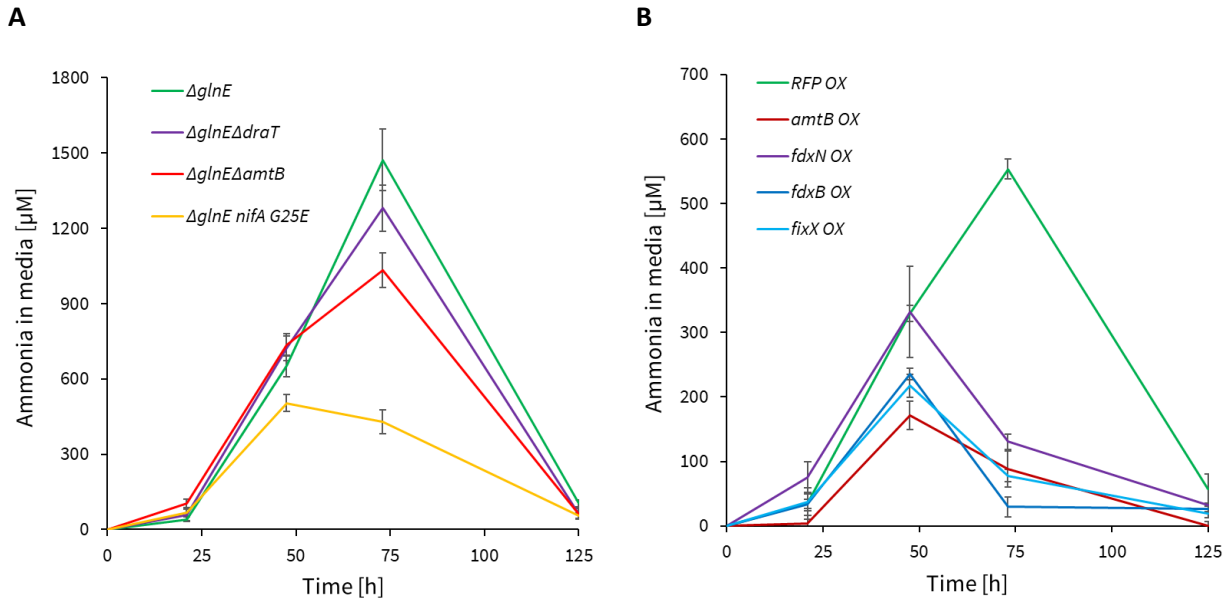 A
1800
1500
1200
900
600
300
0
Ammonia in media [µM]
ΔglnE
ΔglnEΔdraT
ΔglnEΔamtB
ΔglnE nifA G25E
0
25
50
75
100
125
Time [h]
B
700
600
500
400
300
200
100
0
Ammonia in media [µM]
RFP OX
amtB OX
fdxN OX
fdxB OX
fixX OX
0
25
50
75
100
125
Time [h]